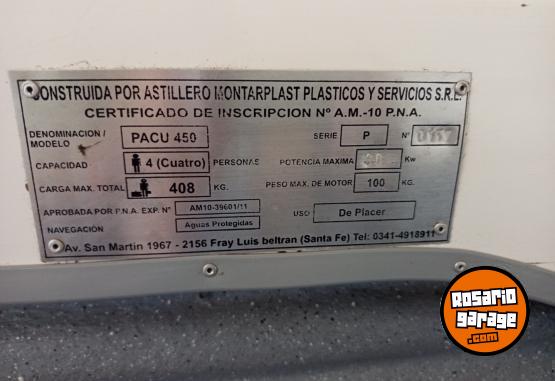 CONSTRUIDA POR ASTILLERO MONTARPLAST PLASTICOS Y SERVICIOS S.R.L.
CERTIFICADO DE INSCRIPCION Nº A.M.-10 P.N.A.
DENOMINACION / MODELO PACU 450 SERIE P Nº
CAPACIDAD 4 (Cuatro) PERSONAS POTENCIA MAXIMA Kw
CARGA MAX. TOTAL 408 KG. PESO MAX. DE MOTOR 100 KG.
APROBADA POR P.N.A. EXP. Nº AM10-39601/11 USO De Placer
NAVEGACIÓN Aguas Protegidas
Av. San Martin 1967 - 2156 Fray Luis beltran (Santa Fe) Tel: 0341-4918911
Rosario
garage
.com